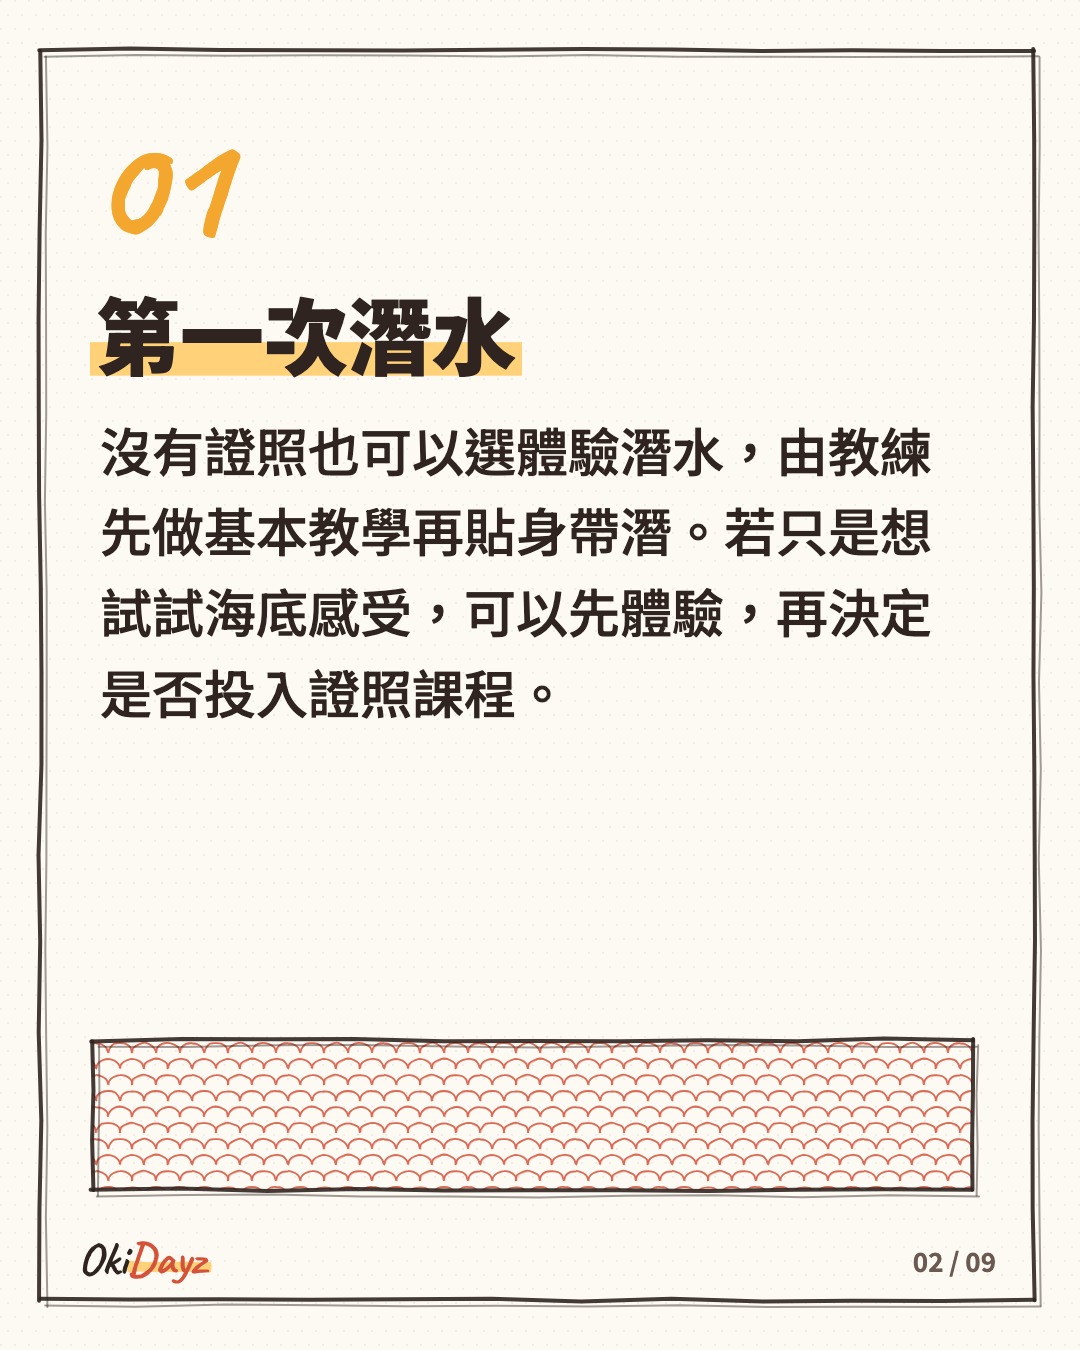 01
第一次潛水
沒有證照也可以選體驗潛水，由教練
先做基本教學再貼身帶潛。若只是想
試試海底感受，可以先體驗，再決定
是否投入證照課程。
OkiDayz
02 / 09